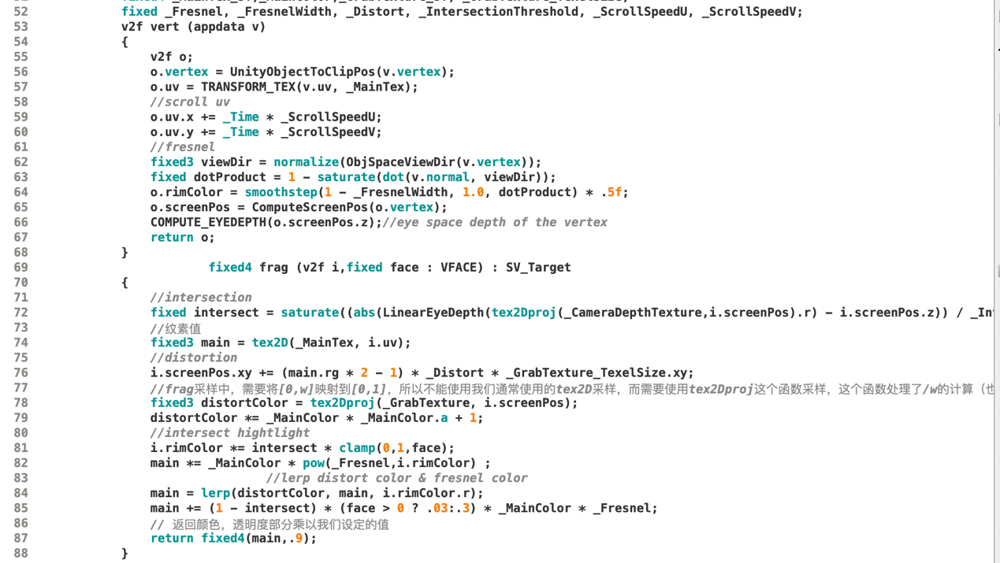 52 fixed _Fresnel, _FresnelWidth, _Distort, _IntersectionThreshold, _ScrollSpeedU, _ScrollSpeedV;
53 v2f vert (appdata v)
54 {
55 v2f o;
56 o.vertex = UnityObjectToClipPos(v.vertex);
57 o.uv = TRANSFORM_TEX(v.uv, _MainTex);
58 //scroll uv
59 o.uv.x += _Time * _ScrollSpeedU;
60 o.uv.y += _Time * _ScrollSpeedV;
61 //fresnel
62 fixed3 viewDir = normalize(ObjSpaceViewDir(v.vertex));
63 fixed dotProduct = 1 - saturate(dot(v.normal, viewDir));
64 o.rimColor = smoothstep(1 - _FresnelWidth, 1.0, dotProduct) * .5f;
65 o.screenPos = ComputeScreenPos(o.vertex);
66 COMPUTE_EYEDEPTH(o.screenPos.z);//eye space depth of the vertex
67 return o;
68 }
69 fixed4 frag (v2f i,fixed face : VFACE) : SV_Target
70 {
71 //intersection
72 fixed intersect = saturate((abs(LinearEyeDepth(tex2Dproj(_CameraDepthTexture,i.screenPos).r) - i.screenPos.z)) / _In
73 //纹素值
74 fixed3 main = tex2D(_MainTex, i.uv);
75 //distortion
76 i.screenPos.xy += (main.rg * 2 - 1) * _Distort * _GrabTexture_TexelSize.xy;
77 //frag采样中，需要将[0,w]映射到[0,1]，所以不能使用我们通常使用的tex2D采样，而需要使用tex2Dproj这个函数采样，这个函数处理了/w的计算（也
78 fixed3 distortColor = tex2Dproj(_GrabTexture, i.screenPos);
79 distortColor *= _MainColor * _MainColor.a + 1;
80 //intersect hightlight
81 i.rimColor *= intersect * clamp(0,1,face);
82 main *= _MainColor * pow(_Fresnel,i.rimColor) ;
83 //lerp distort color & fresnel color
84 main = lerp(distortColor, main, i.rimColor.r);
85 main += (1 - intersect) * (face > 0 ? .03:.3) * _MainColor * _Fresnel;
86 // 返回颜色，透明度部分乘以我们设定的值
87 return fixed4(main,.9);
88 }